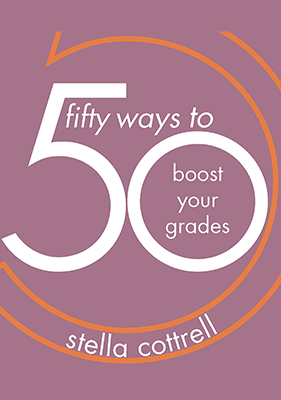 50
fifty ways to
boost
your
grades
stella cottrell